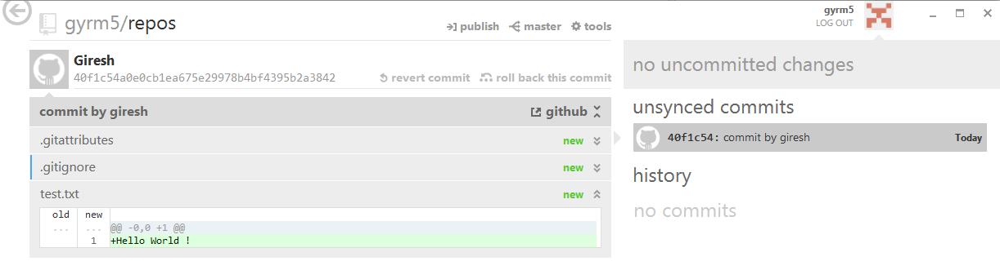 gyrm5/repos
publish master tools
gyrm5
LOG OUT
Giresh
40f1c54a0e0cb1ea675e29978b4bf4395b2a3842
revert commit roll back this commit
commit by giresh github
.gitattributes new
.gitignore new
test.txt new
old new
... ... @@ -0,0 +1 @@
1 +Hello World !
no uncommitted changes
unsynced commits
40f1c54: commit by giresh Today
history
no commits